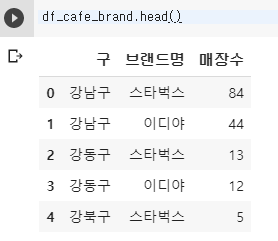 df_cafe_brand.head()
구 브랜드명 매장수
0 강남구 스타벅스 84
1 강남구 이디야 44
2 강동구 스타벅스 13
3 강동구 이디야 12
4 강북구 스타벅스 5